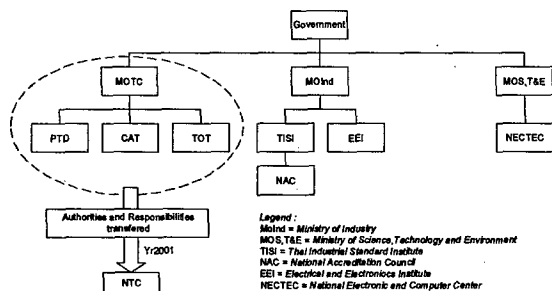 Government
MOTC
MOInd
MOS,T&E
PTD
CAT
TOT
TISI
EEI
NECTEC
NAC
Authorities and Responsibilities
transferred
Yr2001
NTC
Legend :
MoInd = Ministry of Industry
MOS,T&E = Ministry of Science,Technology and Environment
TISI = Thai Industrial Standard Institute
NAC = National Accreditation Council
EEI = Electrical and Electronics Institute
NECTEC = National Electronic and Computer Center